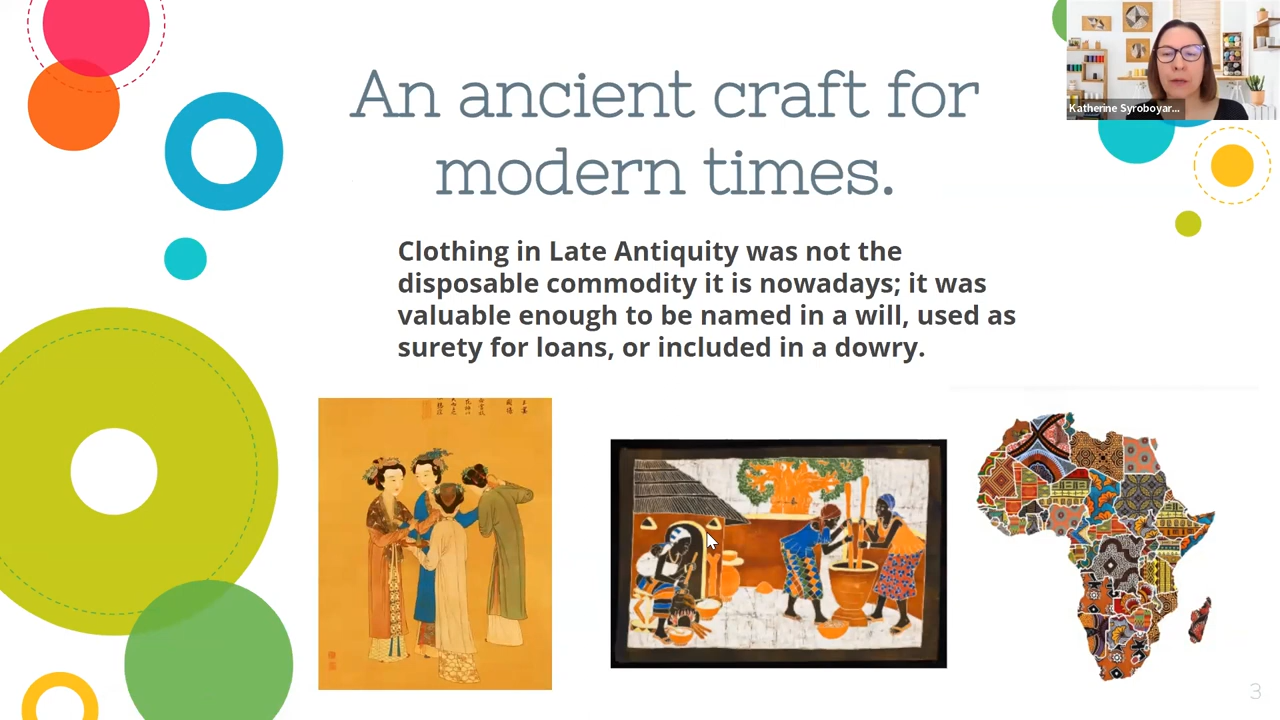 An ancient craft for
modern times.
Katherine Syroboyar...
Clothing in Late Antiquity was not the
disposable commodity it is nowadays; it was
valuable enough to be named in a will, used as
surety for loans, or included in a dowry.
3